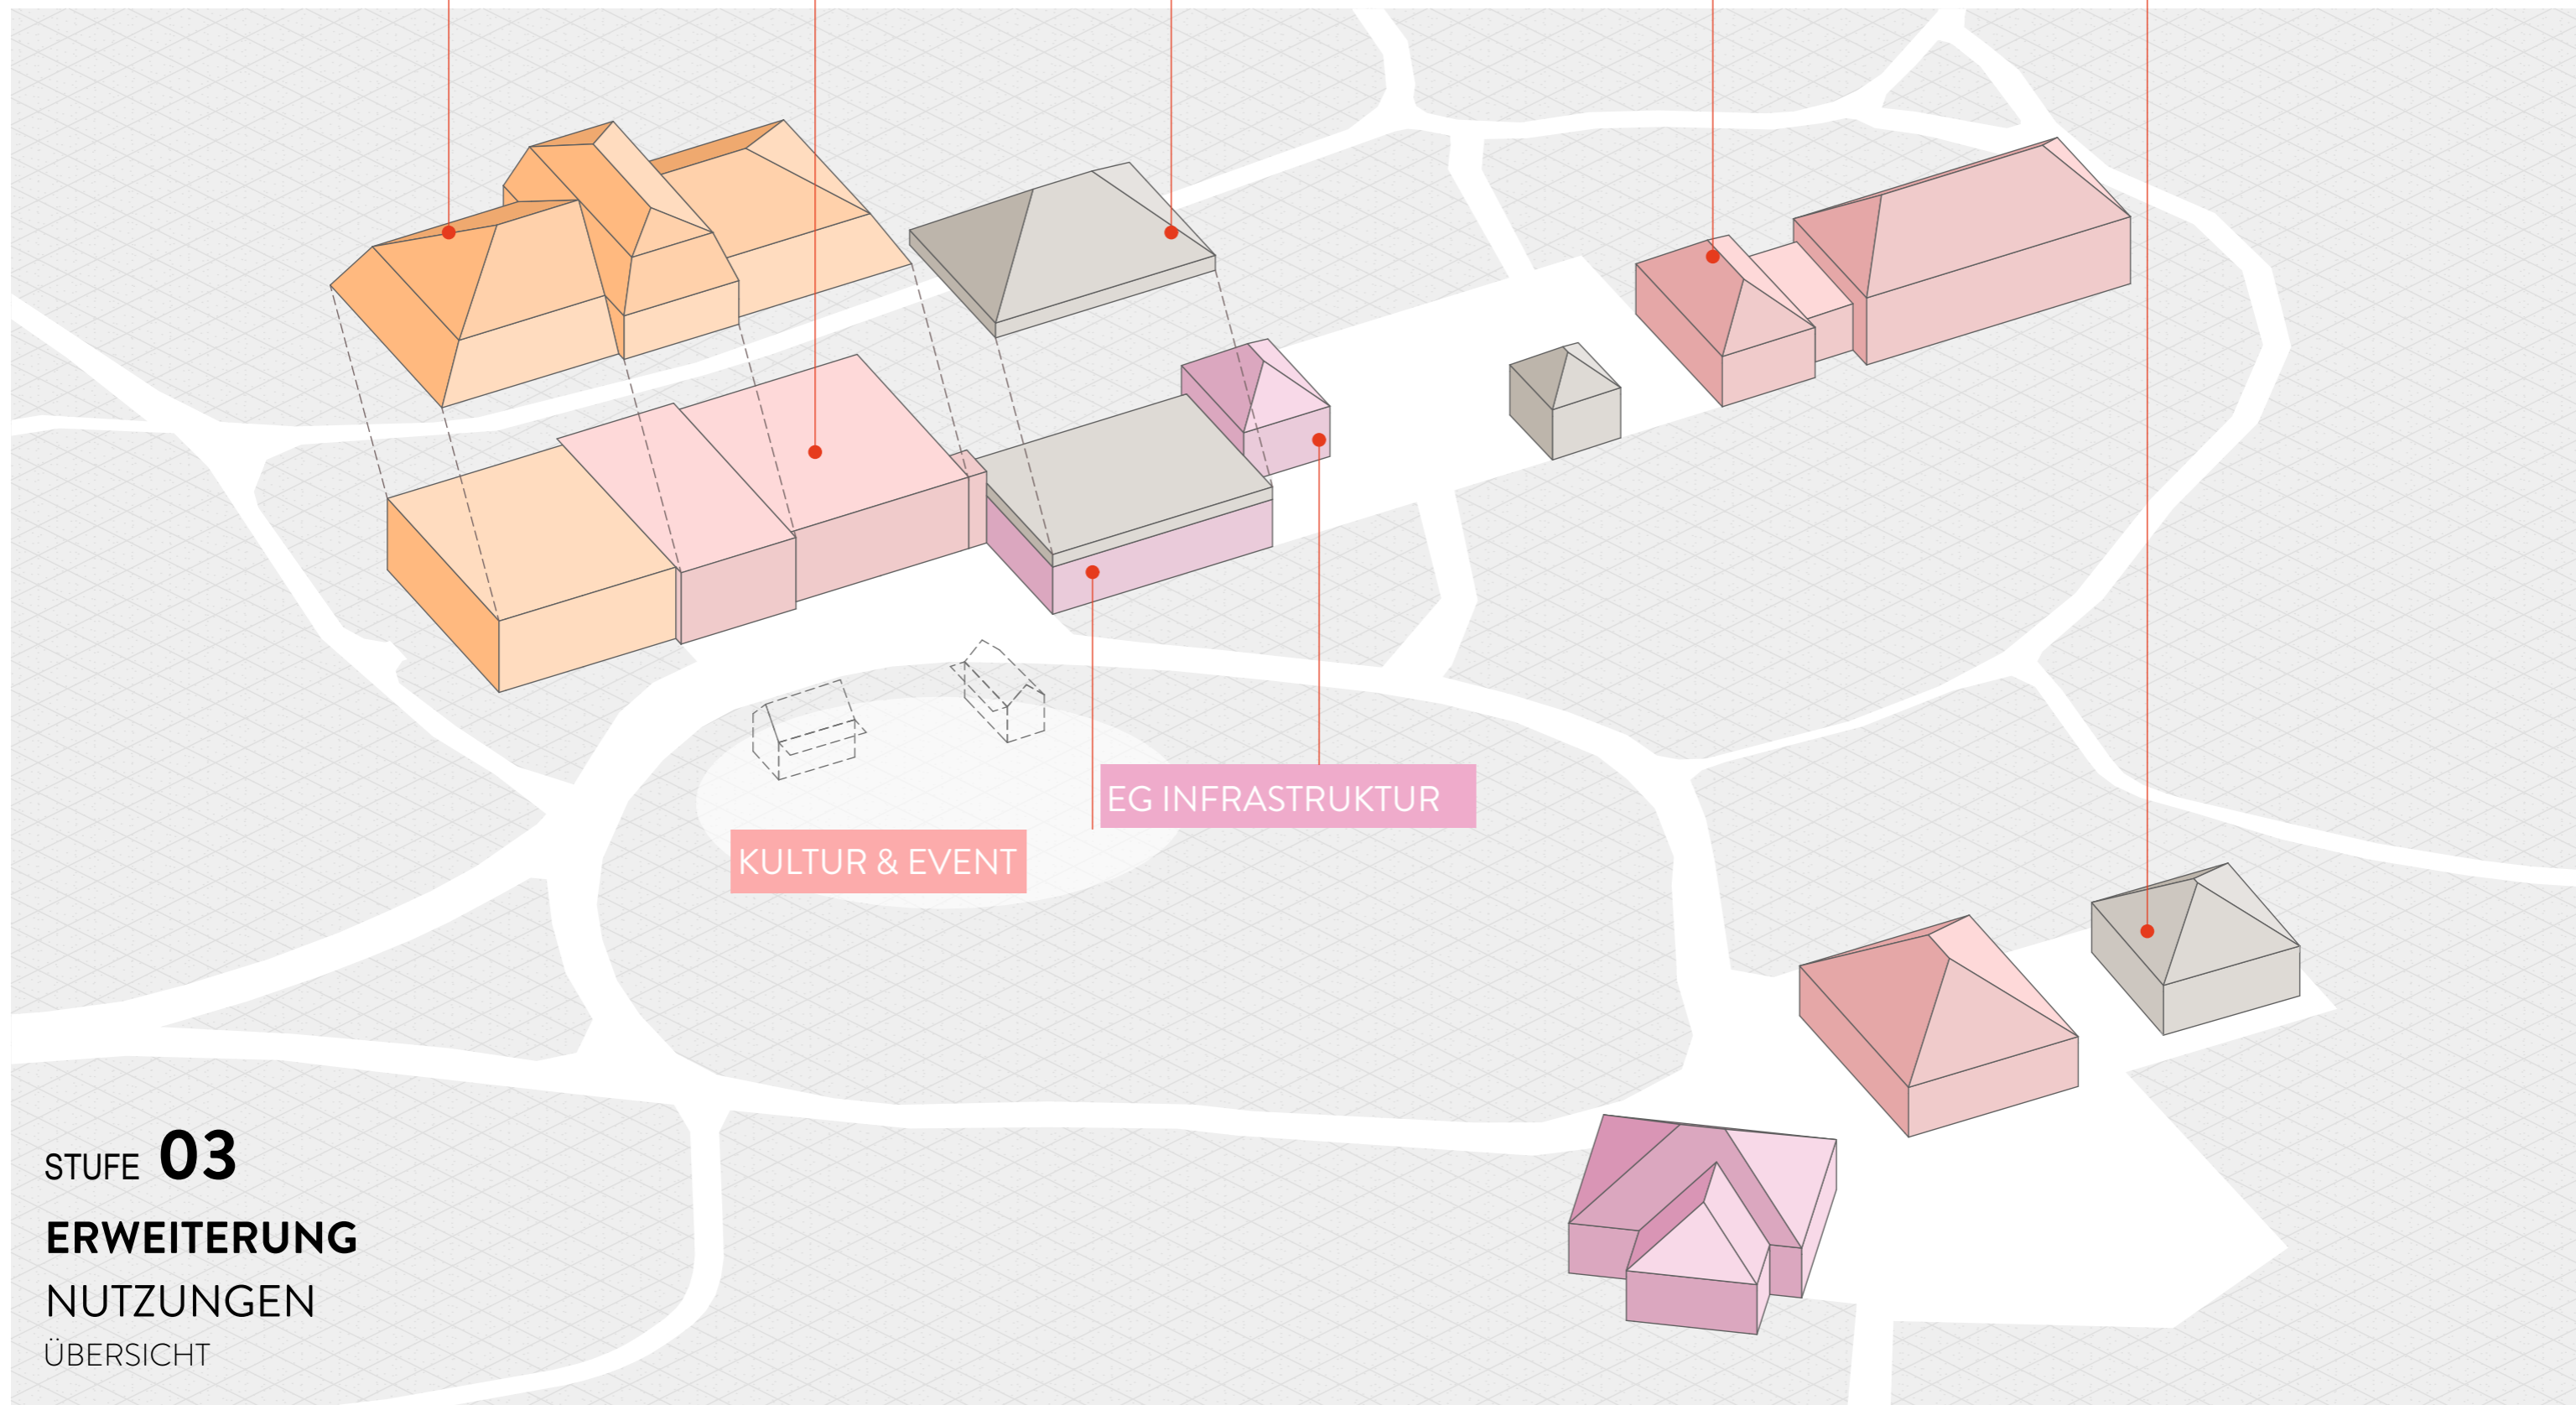 EG INFRASTRUKTUR
KULTUR & EVENT
STUFE 03
ERWEITERUNG
NUTZUNGEN
ÜBERSICHT